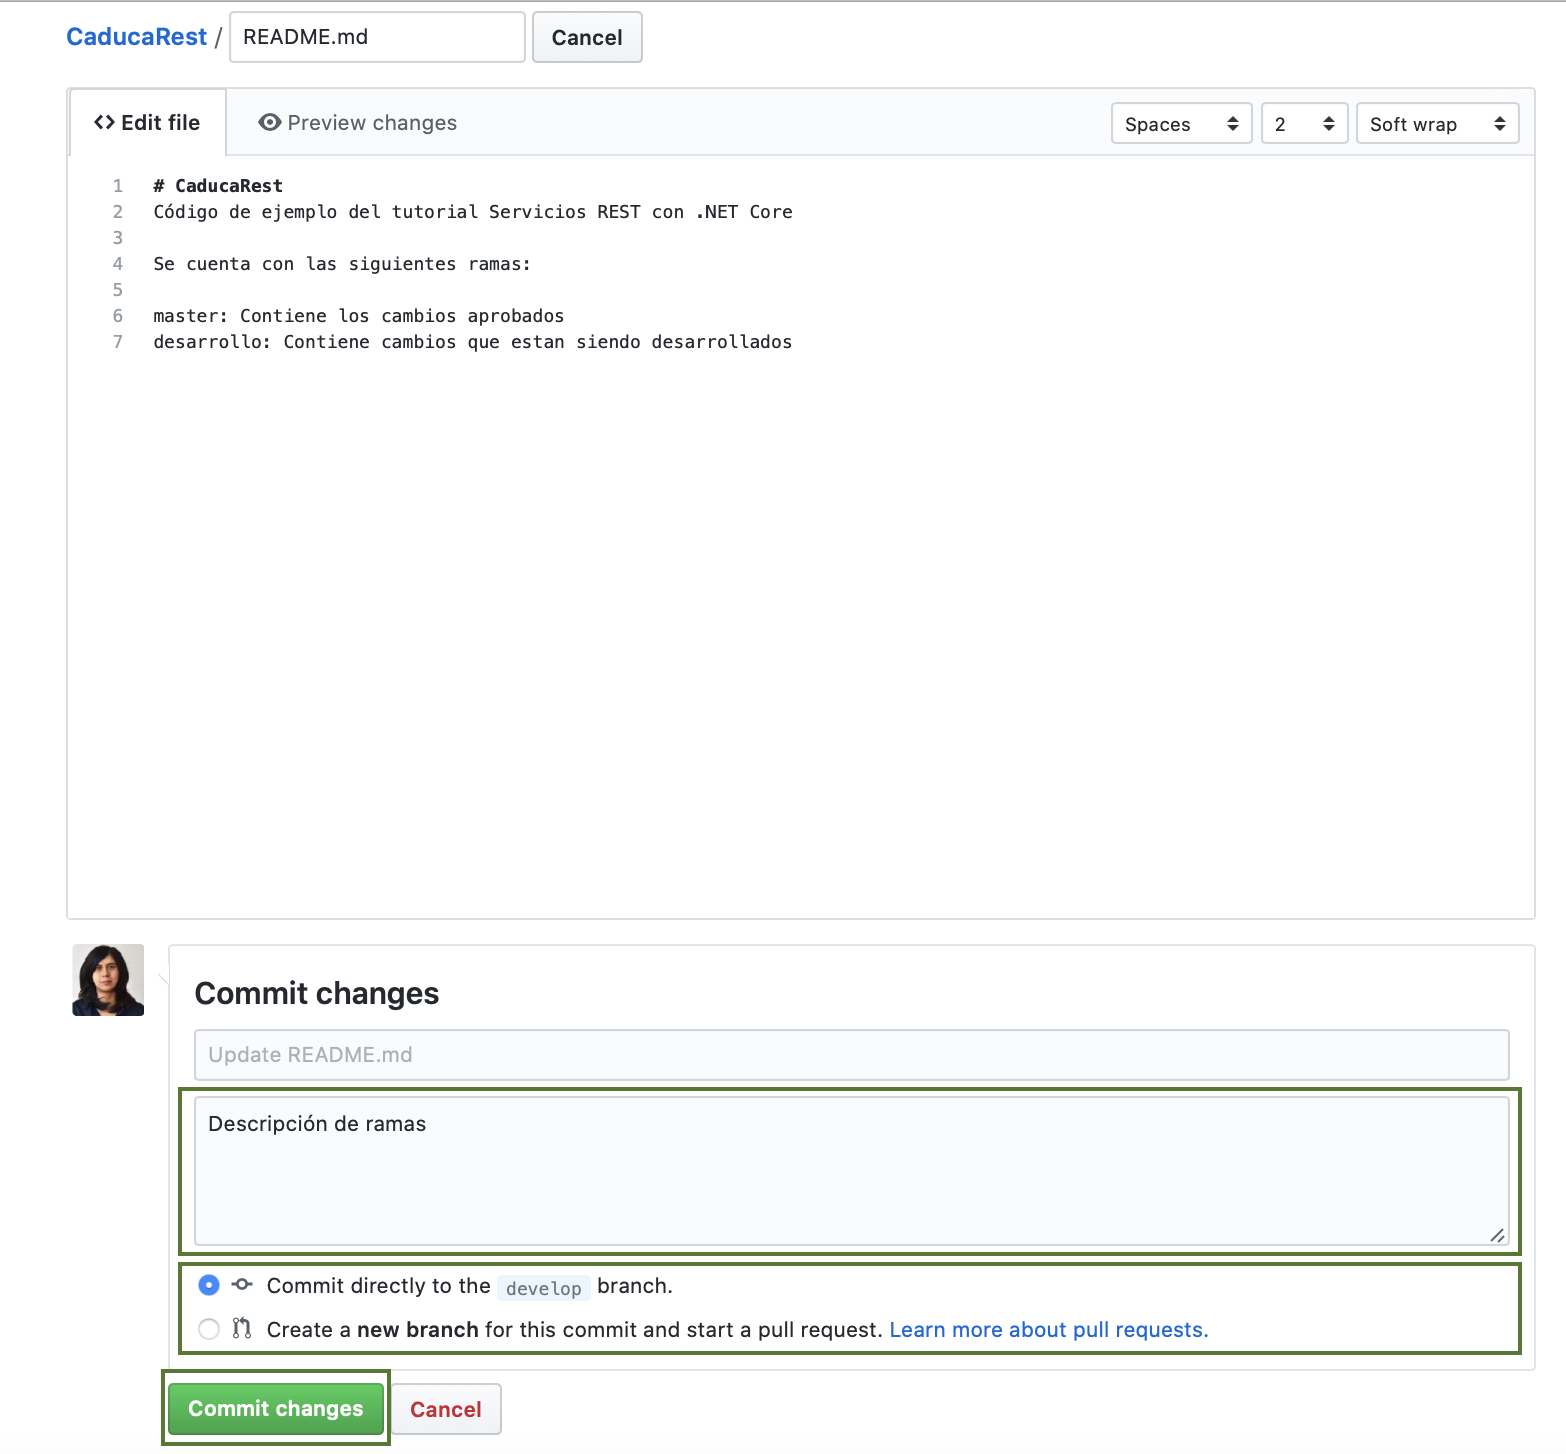 CaducaRest / README.md Cancel
Edit file Preview changes Spaces 2 Soft wrap
1 # CaducaRest
2 Código de ejemplo del tutorial Servicios REST con .NET Core
3
4 Se cuenta con las siguientes ramas:
5
6 master: Contiene los cambios aprobados
7 desarrollo: Contiene cambios que estan siendo desarrollados
Commit changes
Update README.md
Descripción de ramas
Commit directly to the develop branch.
Create a new branch for this commit and start a pull request. Learn more about pull requests.
Commit changes Cancel